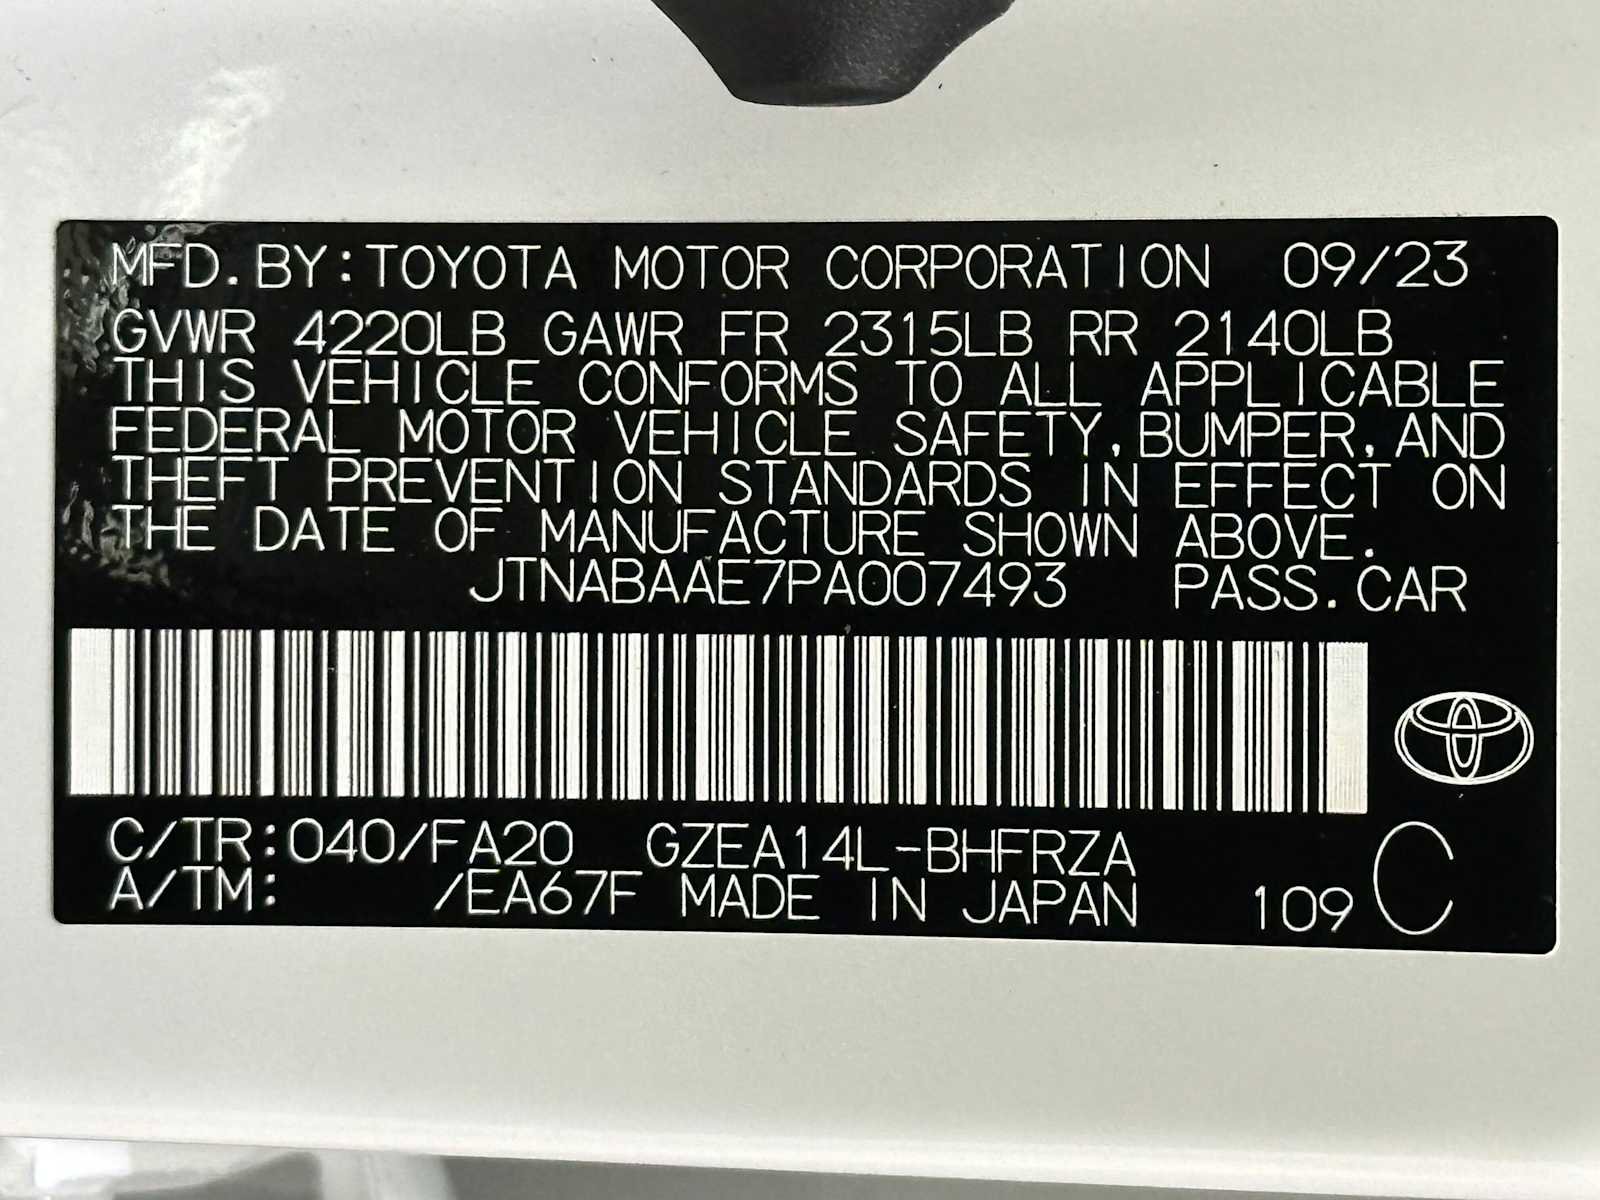 MFD. BY: TOYOTA MOTOR CORPORATION 09/23
GVWR 4220LB GAWR FR 2315LB RR 2140LB
THIS VEHICLE CONFORMS TO ALL APPLICABLE
FEDERAL MOTOR VEHICLE SAFETY, BUMPER, AND
THEFT PREVENTION STANDARDS IN EFFECT ON
THE DATE OF MANUFACTURE SHOWN ABOVE.
JTNABAAE7PA007493 PASS. CAR
C/TR: 040/FA20 GZEA14L-BHFRZA C
A/TM: /EA67F MADE IN JAPAN 109